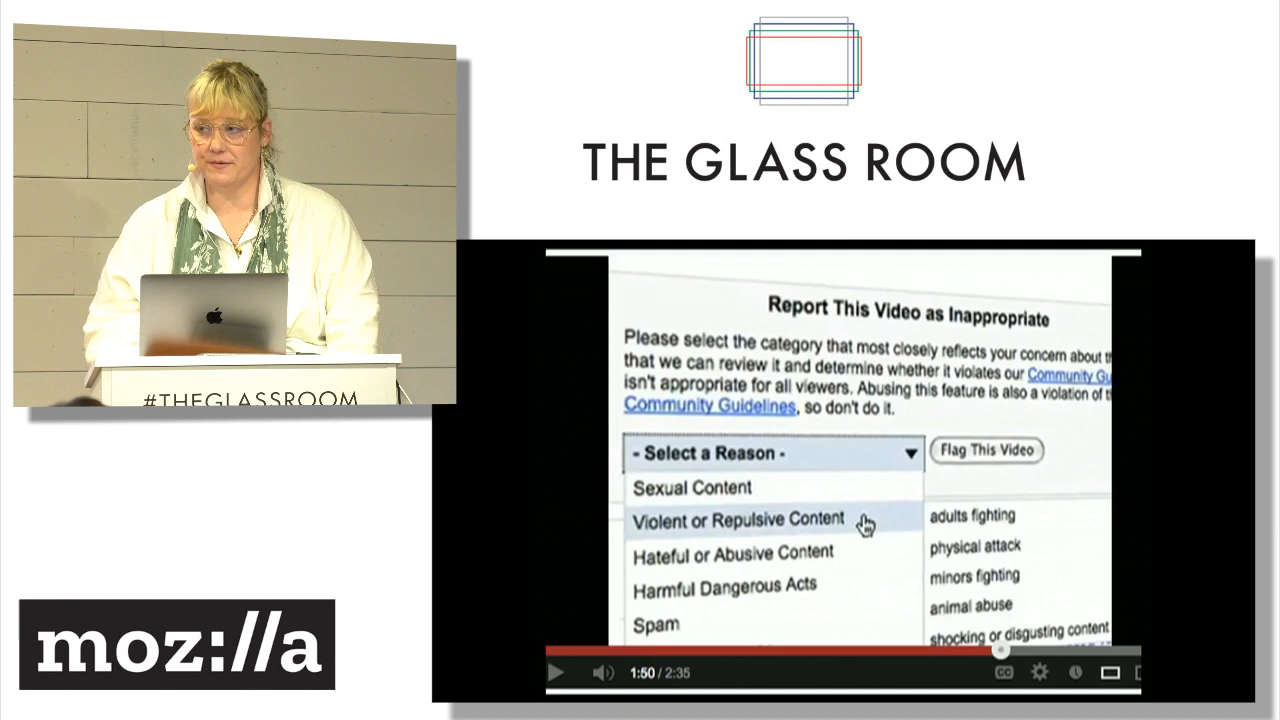 THE GLASS ROOM
#THEGLASSROOM
Report This Video as Inappropriate
Please select the category that most closely reflects your concern about
that we can review it and determine whether it violates our Community
isn't appropriate for all viewers. Abusing this feature is also a violation of
Community Guidelines, so don't do it.
- Select a Reason -
Flag This Video
Sexual Content
Violent or Repulsive Content
adults fighting
Hateful or Abusive Content
physical attack
Harmful Dangerous Acts
minors fighting
Spam
animal abuse
shocking or disgusting content
1:50 / 2:35
CC
moz://a